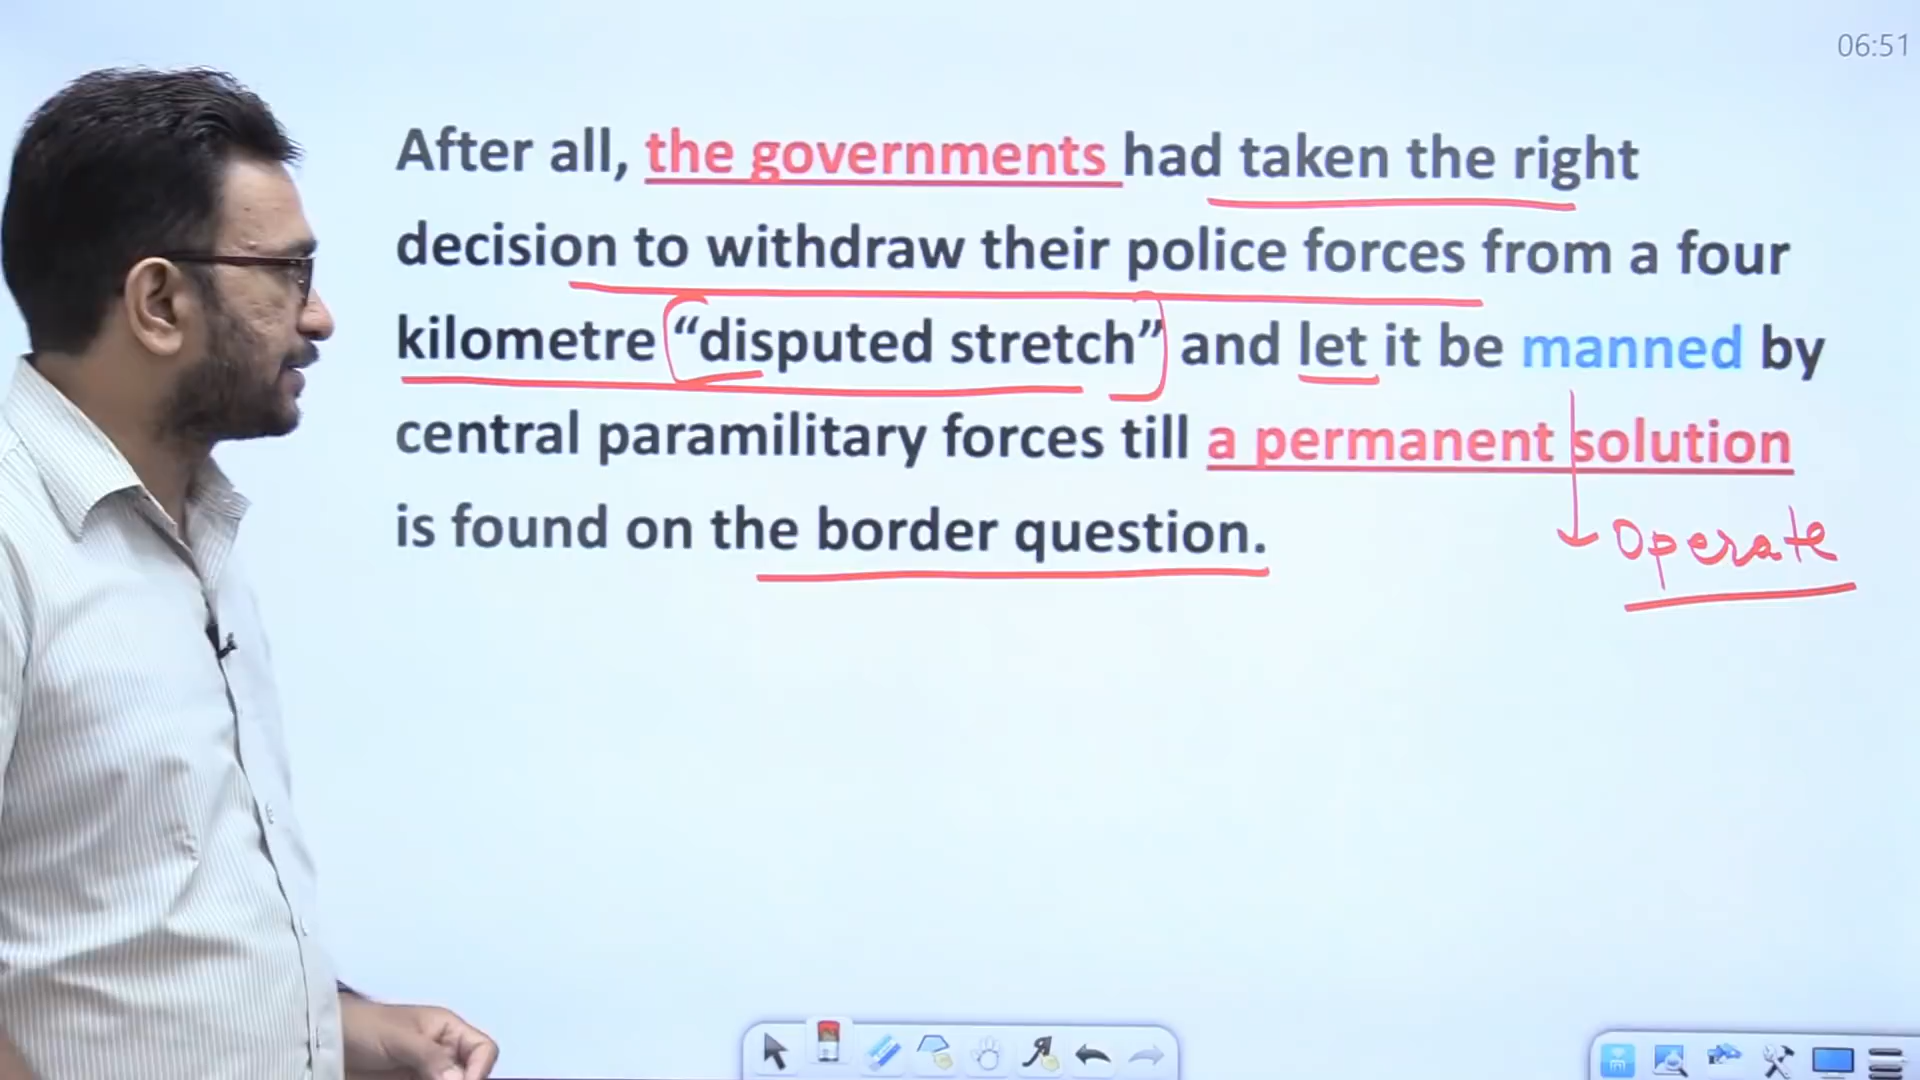 06:51
After all, the governments had taken the right
decision to withdraw their police forces from a four
kilometre “disputed stretch” and let it be manned by
central paramilitary forces till a permanent solution
is found on the border question.
Operate